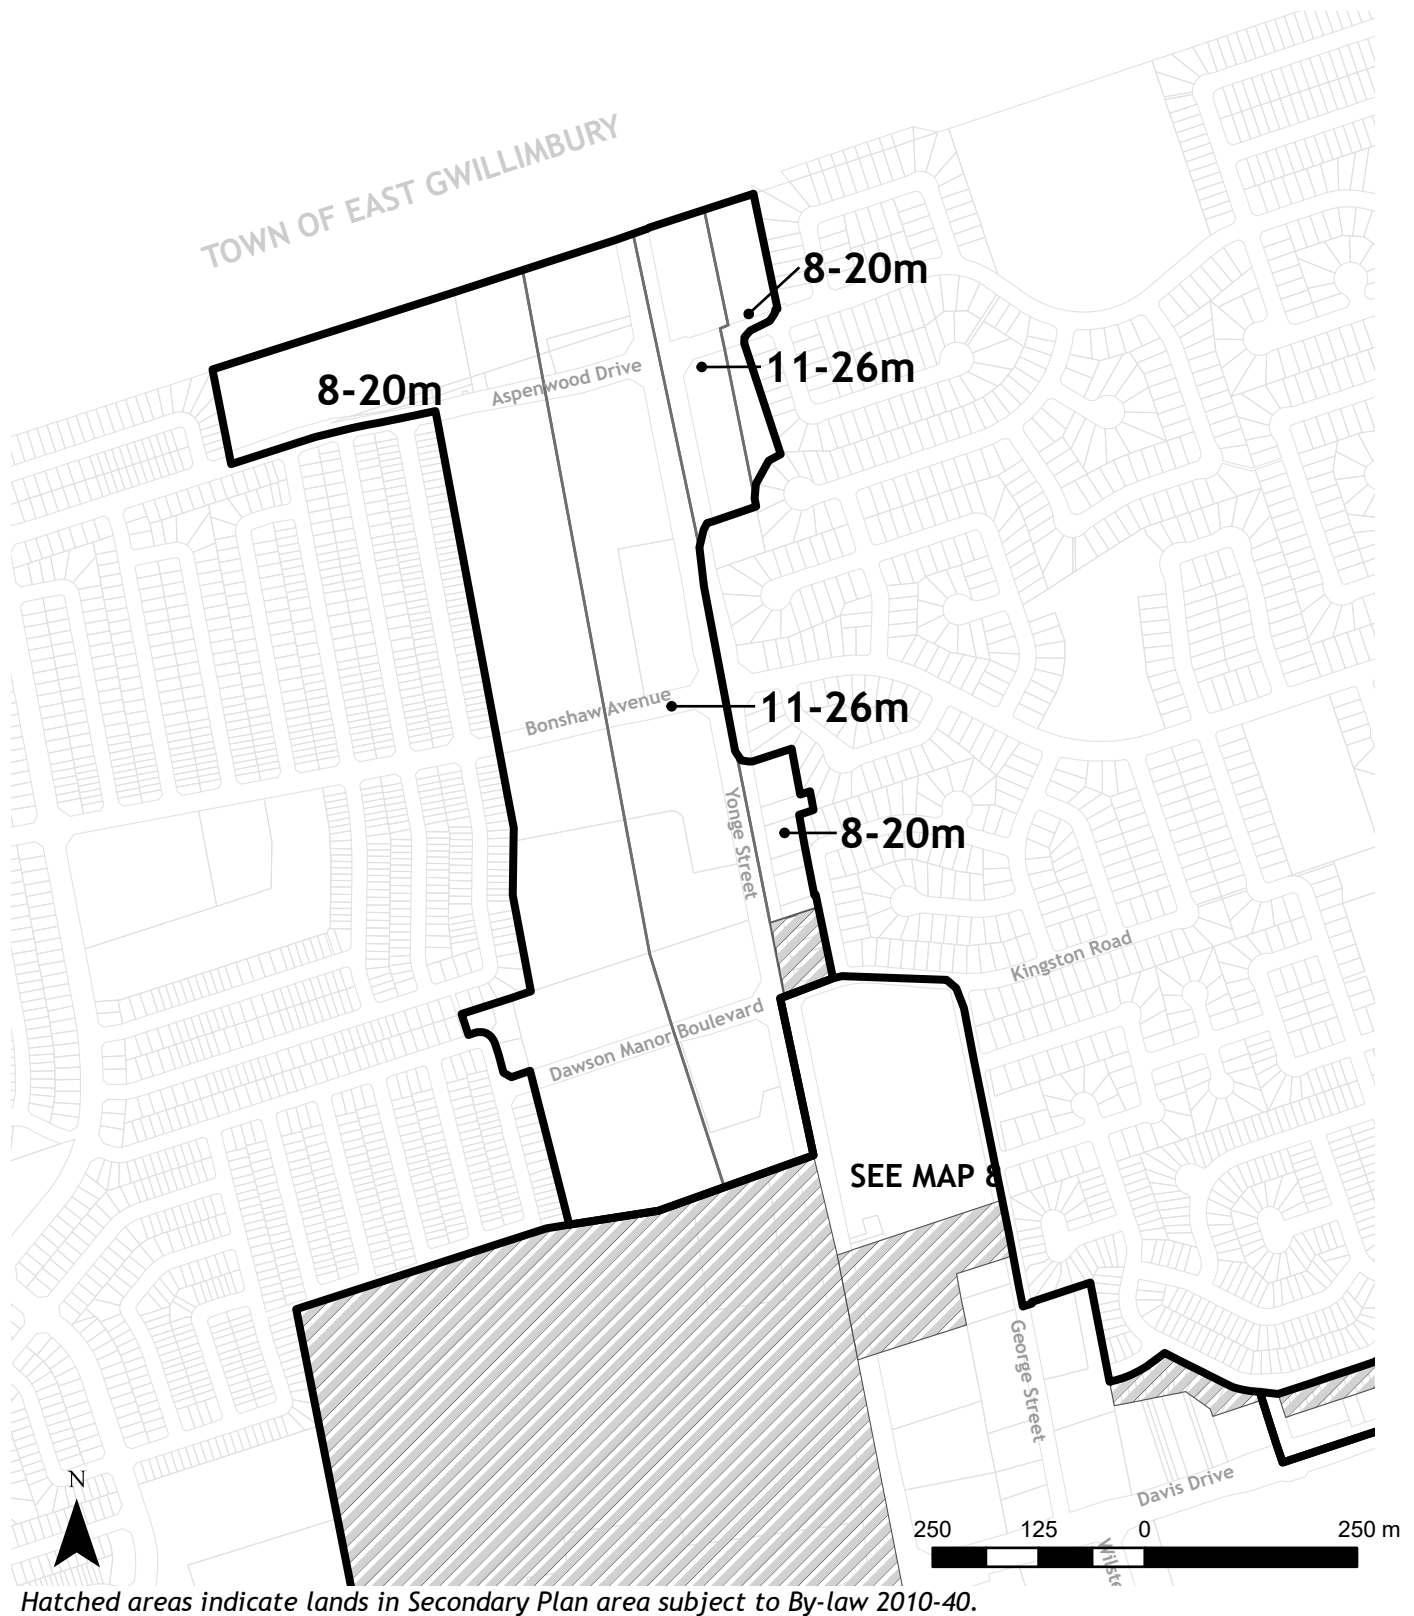 TOWN OF EAST GWILLIMBURY
8-20m
11-26m
8-20m
Aspenwood Drive
11-26m
Bonshaw Avenue
Yonge Street
8-20m
Kingston Road
Dawson Manor Boulevard
SEE MAP 8
George Street
N
Davis Drive
250 125 0 250 m
Hatched areas indicate lands in Secondary Plan area subject to By-law 2010-40.